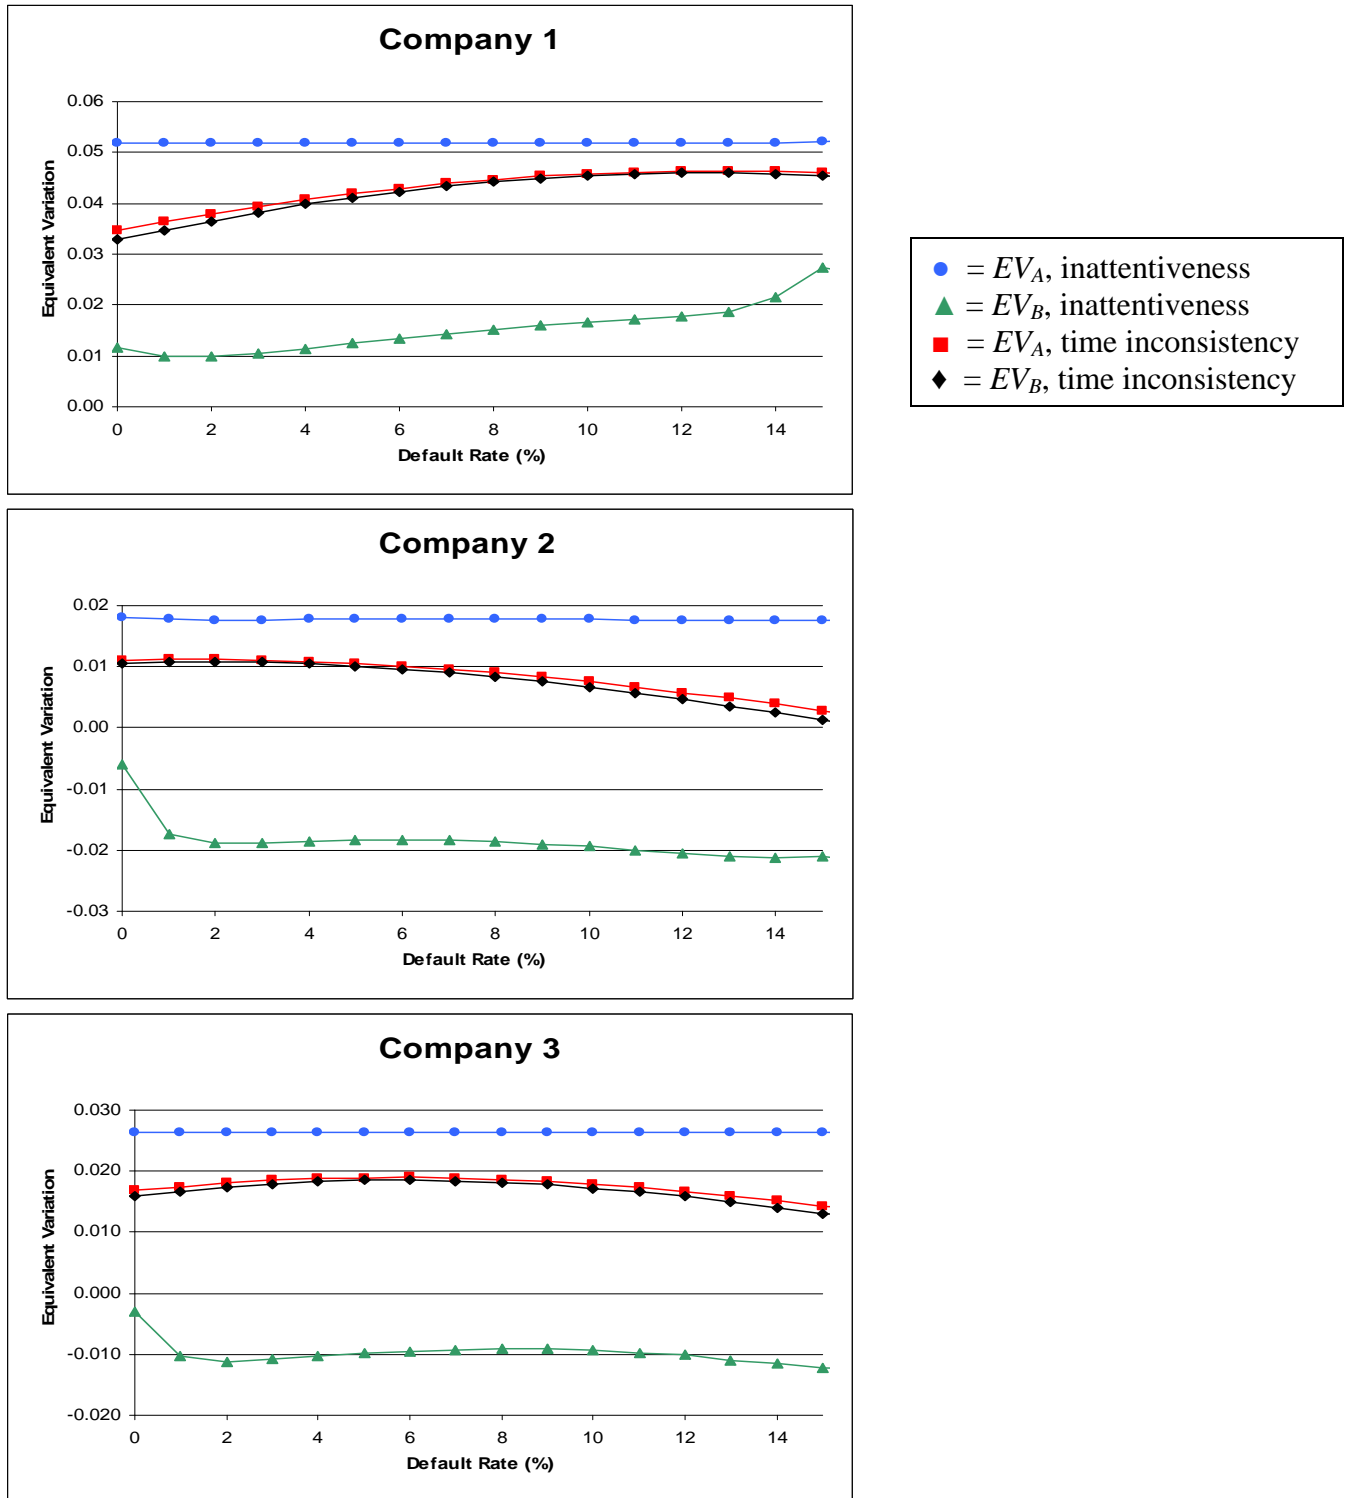 Company 1
0.06
0.05
0.04
0.03
0.02
0.01
0.00
Equivalent Variation
0 2 4 6 8 10 12 14
Default Rate (%)
= EV_A, inattentiveness
= EV_B, inattentiveness
= EV_A, time inconsistency
= EV_B, time inconsistency
Company 2
0.02
0.01
0.00
-0.01
-0.02
-0.03
Equivalent Variation
0 2 4 6 8 10 12 14
Default Rate (%)
Company 3
0.030
0.020
0.010
0.000
-0.010
-0.020
Equivalent Variation
0 2 4 6 8 10 12 14
Default Rate (%)